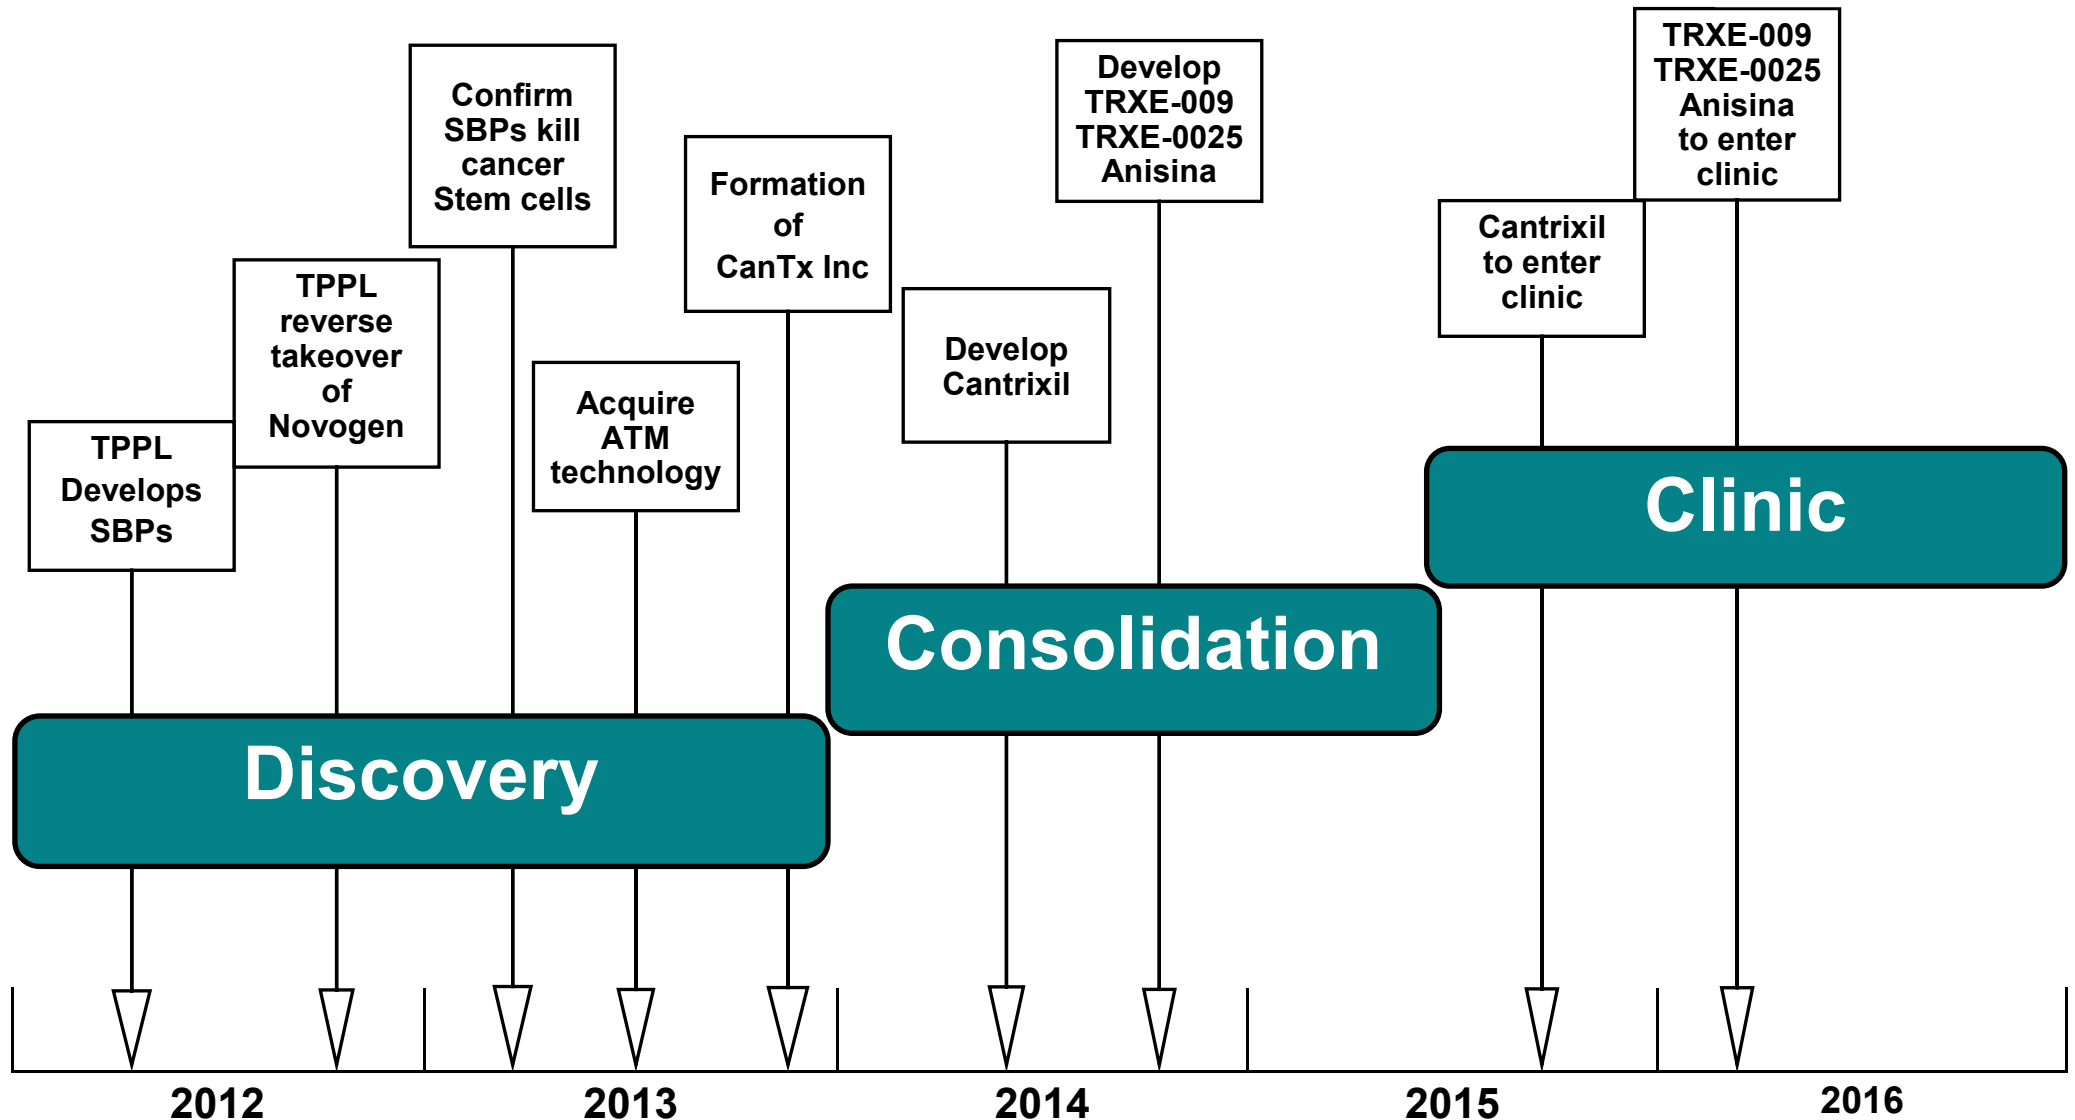 TPPL
Develops
SBPs
TPPL
reverse
takeover
of
Novogen
Confirm
SBPs kill
cancer
Stem cells
Acquire
ATM
technology
Formation
of
CanTx Inc
Develop
Cantrixil
Develop
TRXE-009
TRXE-0025
Anisina
Cantrixil
to enter
clinic
TRXE-009
TRXE-0025
Anisina
to enter
clinic
Clinic
Consolidation
Discovery
2012
2013
2014
2015
2016